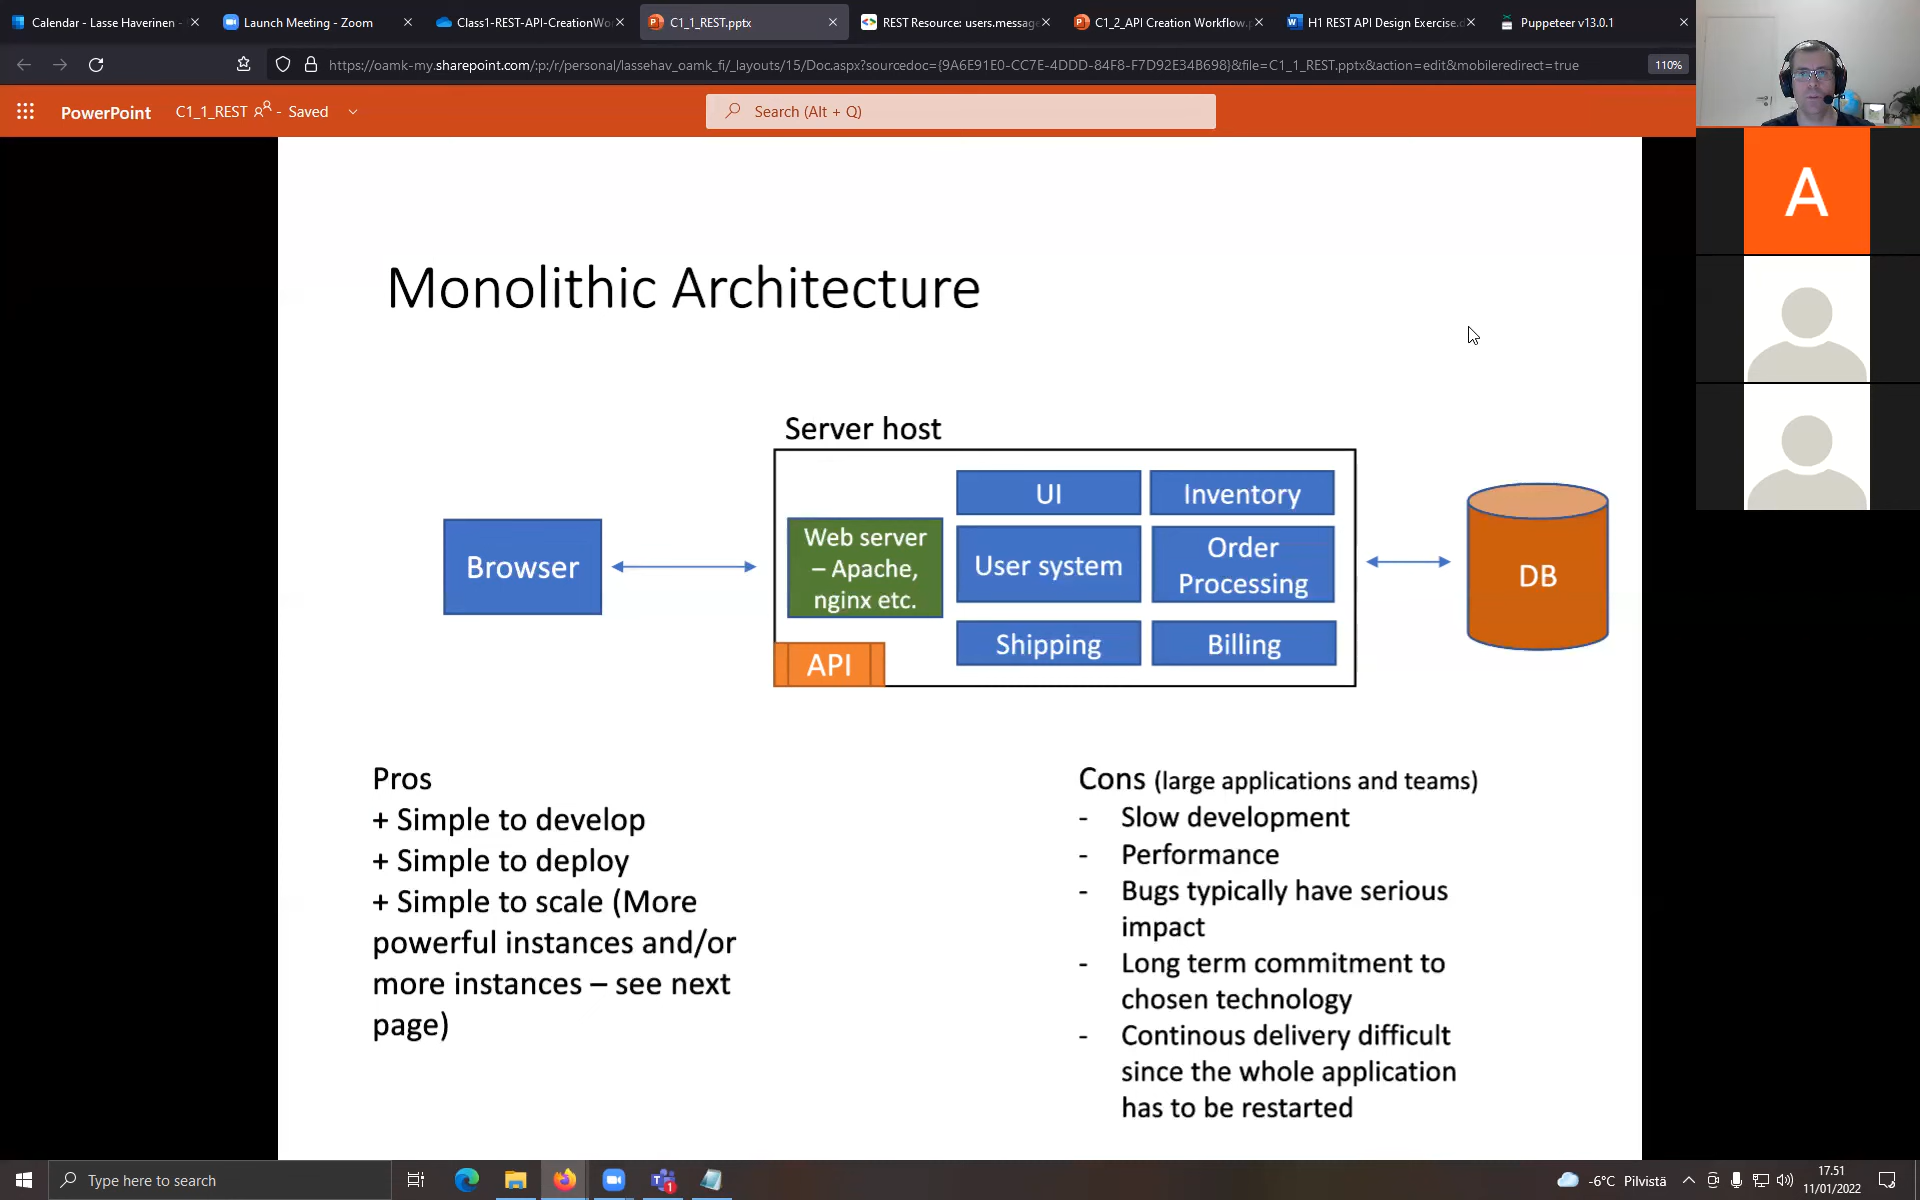 Calendar - Lasse Haverinen -
Launch Meeting - Zoom
Class1-REST-API-CreationWo
C1_1_REST.pptx
REST Resource: users.message
C1_2_API Creation Workflow.p
H1 REST API Design Exercise.d
Puppeteer v13.0.1
https://oamk-my.sharepoint.com/:p:/r/personal/lassehav_oamk_fi/_layouts/15/Doc.aspx?sourcedoc={9A6E91E0-CC7E-4DDD-84F8-F7D92E34B698}&file=C1_1_REST.pptx&action=edit&mobileredirect=true
110%
PowerPoint
C1_1_REST - Saved
Search (Alt + Q)
A
Monolithic Architecture
Server host
Browser
Web server
– Apache,
nginx etc.
API
UI
Inventory
User system
Order
Processing
Shipping
Billing
DB
Pros
+ Simple to develop
+ Simple to deploy
+ Simple to scale (More
powerful instances and/or
more instances – see next
page)
Cons (large applications and teams)
- Slow development
- Performance
- Bugs typically have serious
impact
- Long term commitment to
chosen technology
- Continous delivery difficult
since the whole application
has to be restarted
Type here to search
1
-6°C Pilvistä
17.51
11/01/2022